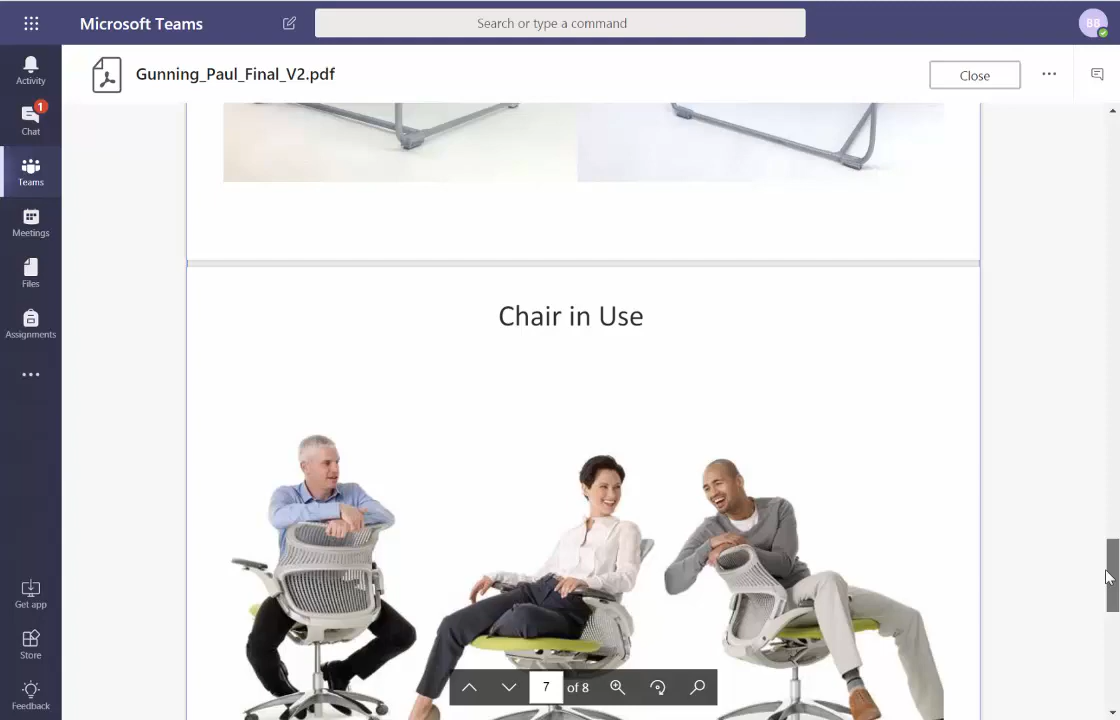 Microsoft Teams
Search or type a command
BB
Activity
Gunning_Paul_Final_V2.pdf
Close
1
Chat
Teams
Meetings
Files
Assignments
Chair in Use
Get app
Store
Feedback
7 of 8